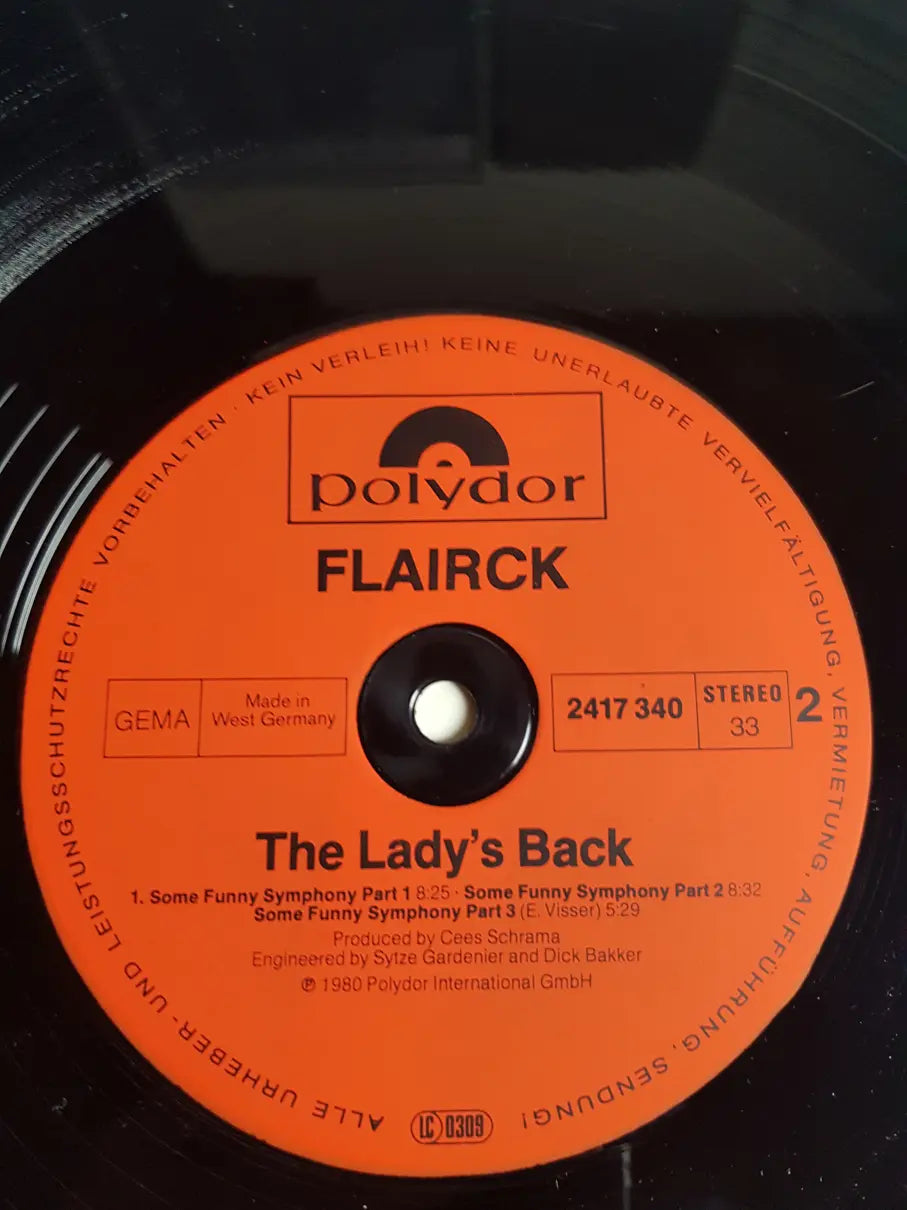 ALLE URHEBER- UND LEISTUNGSSCHUTZRECHTE VORBEHALTEN · KEIN VERLEIH! KEINE UNERLAUBTE VERVIELFÄLTIGUNG, VERMIETUNG, AUFFÜHRUNG, SENDUNG!
polydor
FLAIRCK
GEMA
Made in
West Germany
2417 340
STEREO
33
2
The Lady's Back
1. Some Funny Symphony Part 1 8:25 · Some Funny Symphony Part 2 8:32
Some Funny Symphony Part 3 (E. Visser) 5:29
Produced by Cees Schrama
Engineered by Sytze Gardenier and Dick Bakker
℗ 1980 Polydor International GmbH
LC 0309